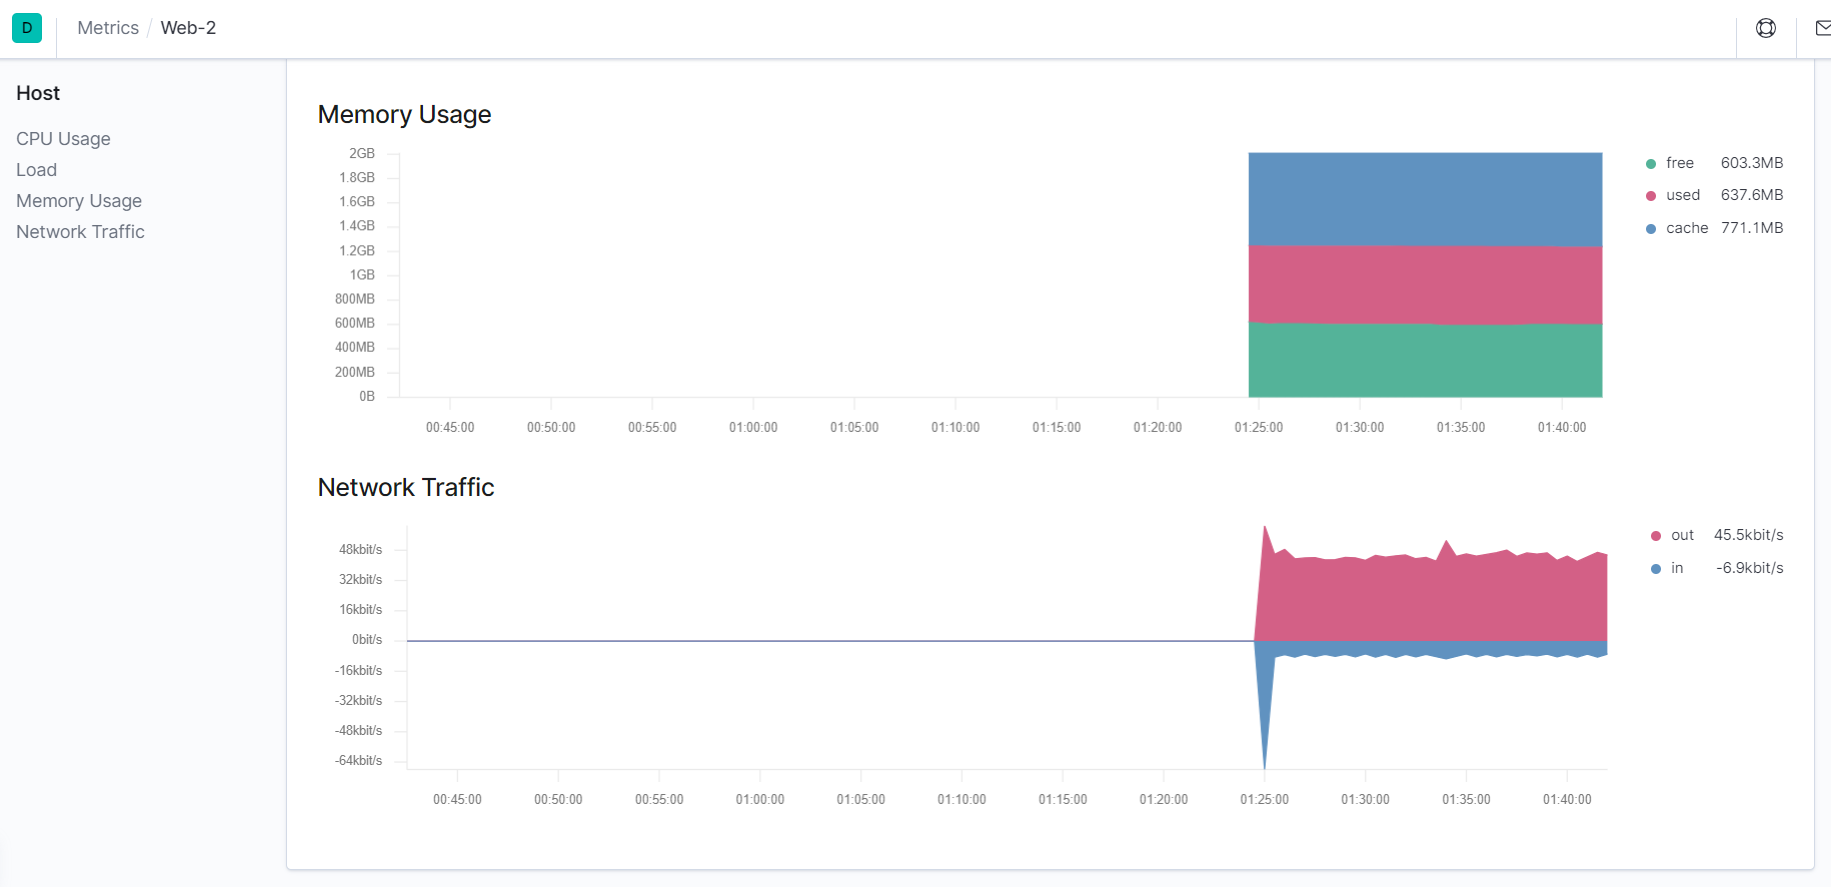 D Metrics / Web-2
Host
CPU Usage
Load
Memory Usage
Network Traffic
Memory Usage
2GB
1.8GB
1.6GB
1.4GB
1.2GB
1GB
800MB
600MB
400MB
200MB
0B
00:45:00 00:50:00 00:55:00 01:00:00 01:05:00 01:10:00 01:15:00 01:20:00 01:25:00 01:30:00 01:35:00 01:40:00
free 603.3MB
used 637.6MB
cache 771.1MB
Network Traffic
48kbit/s
32kbit/s
16kbit/s
0bit/s
-16kbit/s
-32kbit/s
-48kbit/s
-64kbit/s
00:45:00 00:50:00 00:55:00 01:00:00 01:05:00 01:10:00 01:15:00 01:20:00 01:25:00 01:30:00 01:35:00 01:40:00
out 45.5kbit/s
in -6.9kbit/s